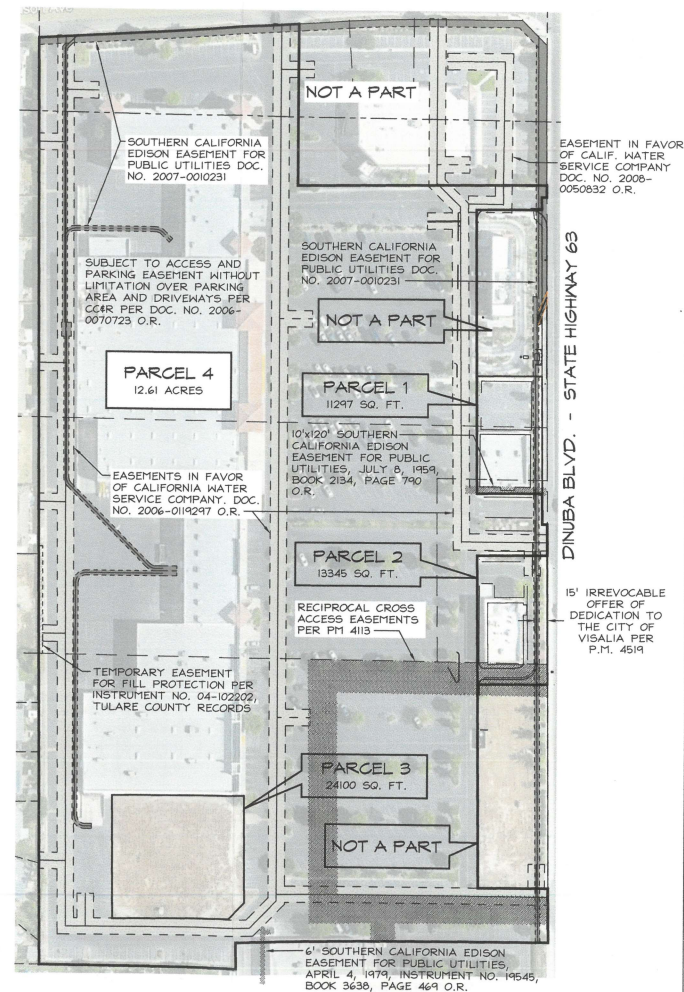 NOT A PART
SOUTHERN CALIFORNIA
EDISON EASEMENT FOR
PUBLIC UTILITIES DOC.
NO. 2007-0010231
EASEMENT IN FAVOR
OF CALIF. WATER
SERVICE COMPANY
DOC. NO. 2008-
0050832 O.R.
SUBJECT TO ACCESS AND
PARKING EASEMENT WITHOUT
LIMITATION OVER PARKING
AREA AND DRIVEWAYS PER
CC&R PER DOC. NO. 2006-
0070723 O.R.
SOUTHERN CALIFORNIA
EDISON EASEMENT FOR
PUBLIC UTILITIES DOC.
NO. 2007-0010231
NOT A PART
DINUBA BLVD. - STATE HIGHWAY 63
PARCEL 4
12.61 ACRES
PARCEL 1
11297 SQ. FT.
10'x120' SOUTHERN
CALIFORNIA EDISON
EASEMENT FOR PUBLIC
UTILITIES, JULY 8, 1959,
BOOK 2134, PAGE 790
O.R.
EASEMENTS IN FAVOR
OF CALIFORNIA WATER
SERVICE COMPANY. DOC.
NO. 2006-0119297 O.R.
PARCEL 2
13345 SQ. FT.
RECIPROCAL CROSS
ACCESS EASEMENTS
PER PM 4113
15' IRREVOCABLE
OFFER OF
DEDICATION TO
THE CITY OF
VISALIA PER
P.M. 4519
TEMPORARY EASEMENT
FOR FILL PROTECTION PER
INSTRUMENT NO. 04-102202,
TULARE COUNTY RECORDS
PARCEL 3
24100 SQ. FT.
NOT A PART
6' SOUTHERN CALIFORNIA EDISON
EASEMENT FOR PUBLIC UTILITIES,
APRIL 4, 1979, INSTRUMENT NO. 19545,
BOOK 3638, PAGE 469 O.R.